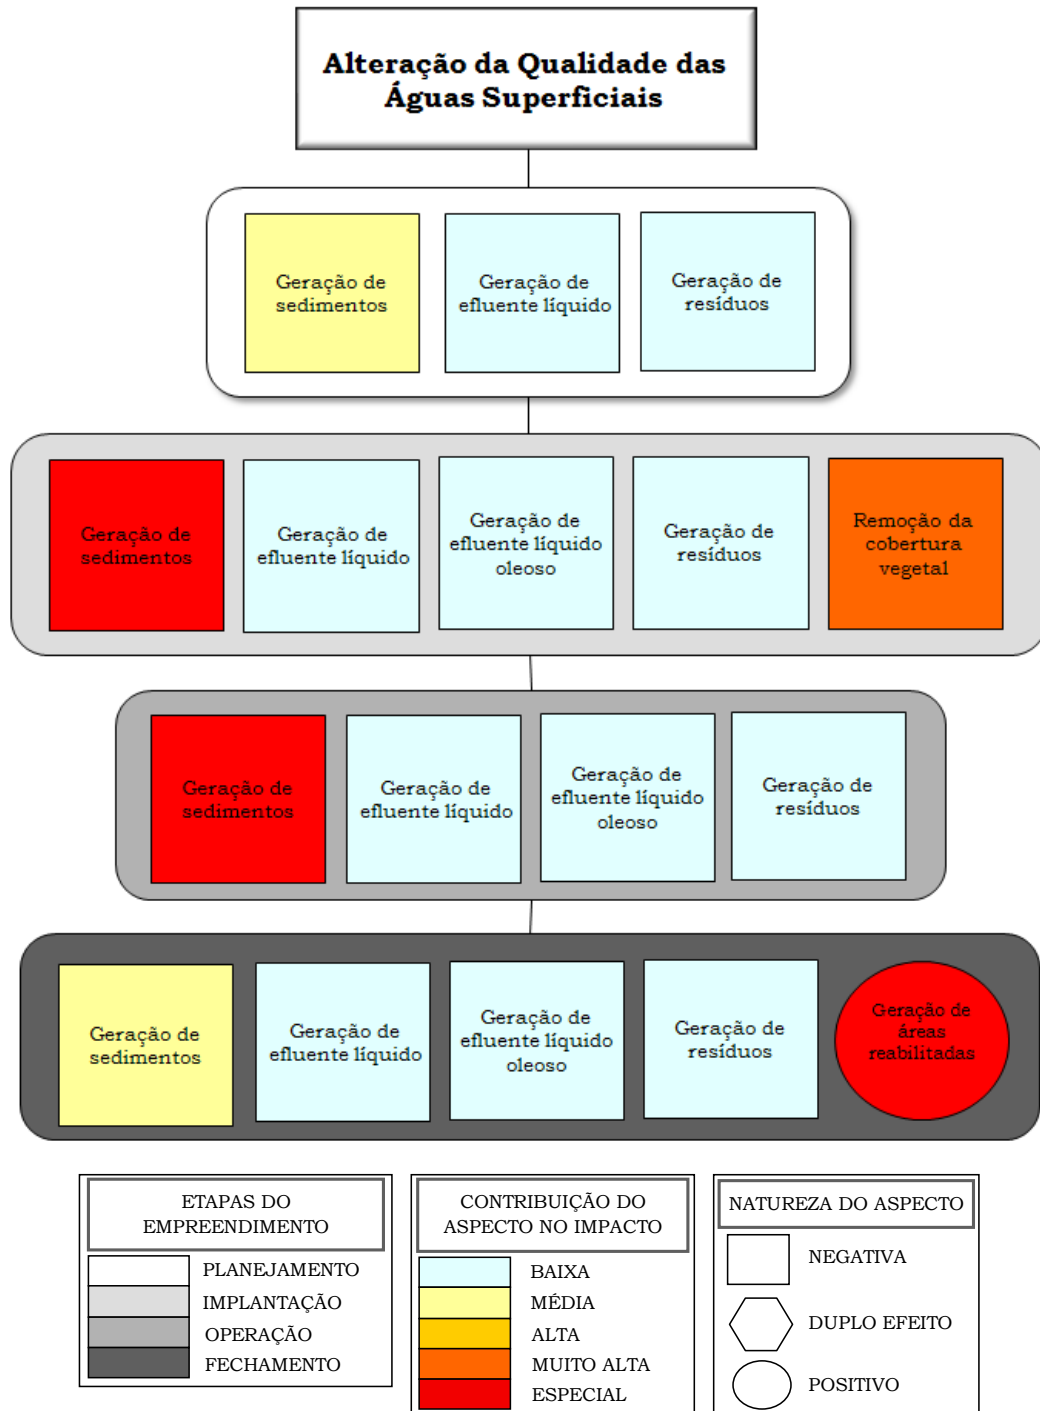 Alteração da Qualidade das
Águas Superficiais
Geração de
sedimentos
Geração de
efluente líquido
Geração de
resíduos
Geração de
sedimentos
Geração de
efluente líquido
Geração de
efluente líquido
oleoso
Geração de
resíduos
Remoção da
cobertura
vegetal
Geração de
sedimentos
Geração de
efluente líquido
Geração de
efluente líquido
oleoso
Geração de
resíduos
Geração de
sedimentos
Geração de
efluente líquido
Geração de
efluente líquido
oleoso
Geração de
resíduos
Geração de
áreas
reabilitadas
ETAPAS DO
EMPREENDIMENTO
PLANEJAMENTO
IMPLANTAÇÃO
OPERAÇÃO
FECHAMENTO
CONTRIBUIÇÃO DO
ASPECTO NO IMPACTO
BAIXA
MÉDIA
ALTA
MUITO ALTA
ESPECIAL
NATUREZA DO ASPECTO
NEGATIVA
DUPLO EFEITO
POSITIVO